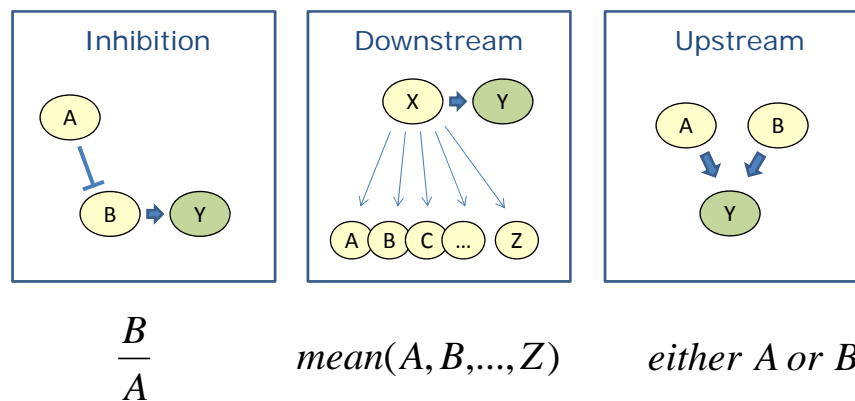 Inhibition
A
B
Y
B
A
Downstream
X
Y
A
B
C
...
Z
mean(A, B,..., Z)
Upstream
A
B
Y
either A or B